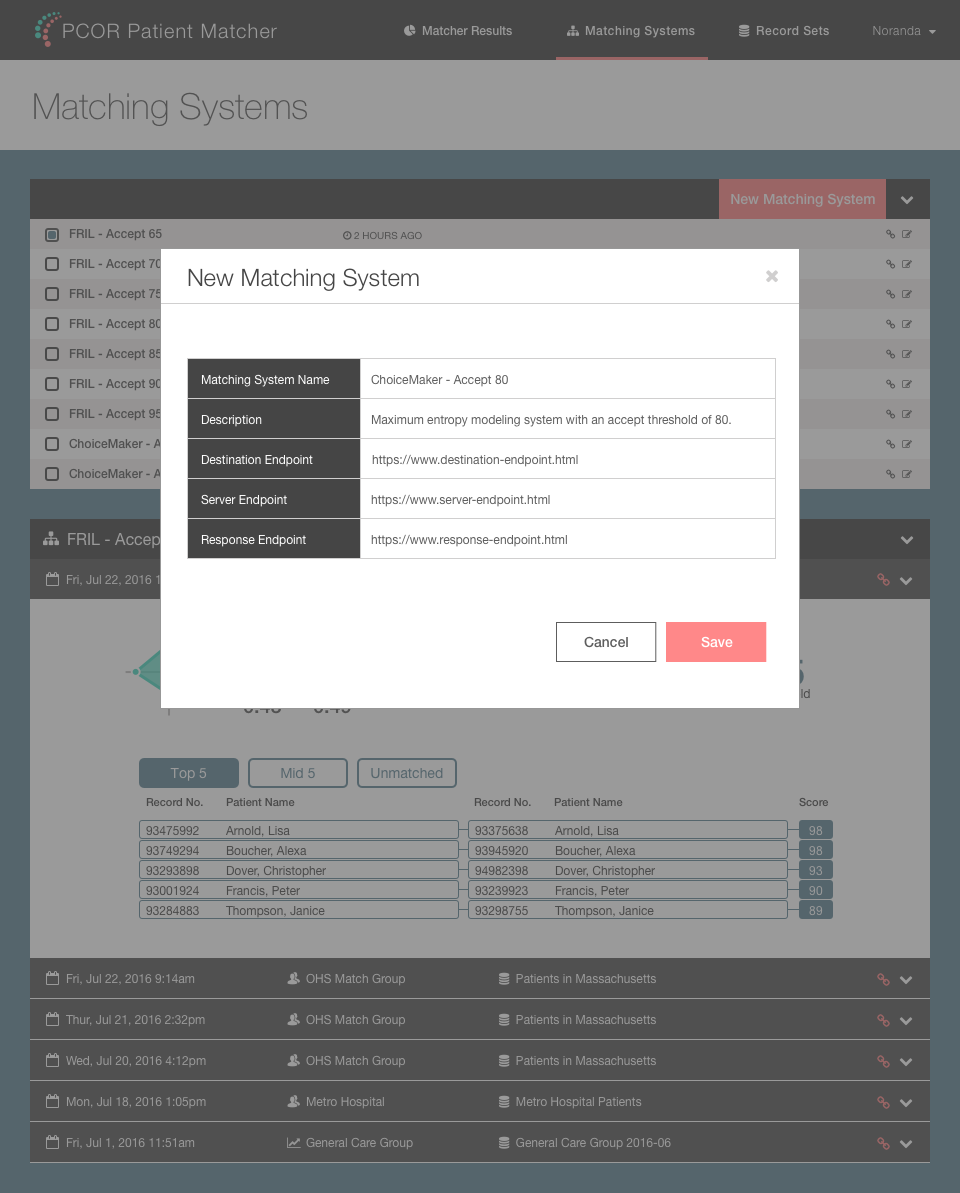 PCOR Patient Matcher
Matcher Results
Matching Systems
Record Sets
Noranda
Matching Systems
New Matching System
FRIL - Accept 65
2 HOURS AGO
FRIL - Accept 70
FRIL - Accept 75
FRIL - Accept 80
FRIL - Accept 85
FRIL - Accept 90
FRIL - Accept 95
ChoiceMaker - A
ChoiceMaker - A
New Matching System
Matching System Name ChoiceMaker - Accept 80
Description Maximum entropy modeling system with an accept threshold of 80.
Destination Endpoint https://www.destination-endpoint.html
Server Endpoint https://www.server-endpoint.html
Response Endpoint https://www.response-endpoint.html
Cancel Save
FRIL - Accep
Fri, Jul 22, 2016 1
ld
Top 5 Mid 5 Unmatched
Record No. Patient Name Record No. Patient Name Score
93475992 Arnold, Lisa 93375638 Arnold, Lisa 98
93749294 Boucher, Alexa 93945920 Boucher, Alexa 98
93293898 Dover, Christopher 94982398 Dover, Christopher 93
93001924 Francis, Peter 93239923 Francis, Peter 90
93284883 Thompson, Janice 93298755 Thompson, Janice 89
Fri, Jul 22, 2016 9:14am OHS Match Group Patients in Massachusetts
Thur, Jul 21, 2016 2:32pm OHS Match Group Patients in Massachusetts
Wed, Jul 20, 2016 4:12pm OHS Match Group Patients in Massachusetts
Mon, Jul 18, 2016 1:05pm Metro Hospital Metro Hospital Patients
Fri, Jul 1, 2016 11:51am General Care Group General Care Group 2016-06